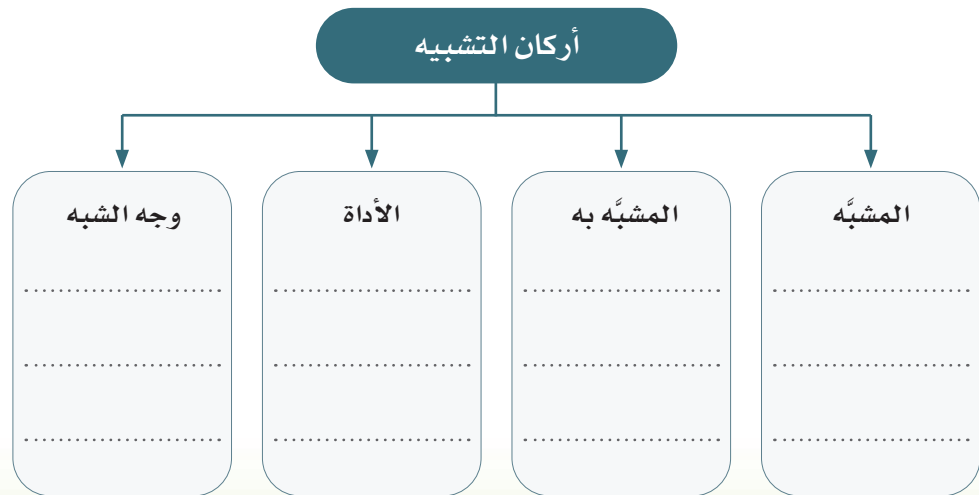 أركان التشبيه
المشبَّه
المشبَّه به
الأداة
وجه الشبه